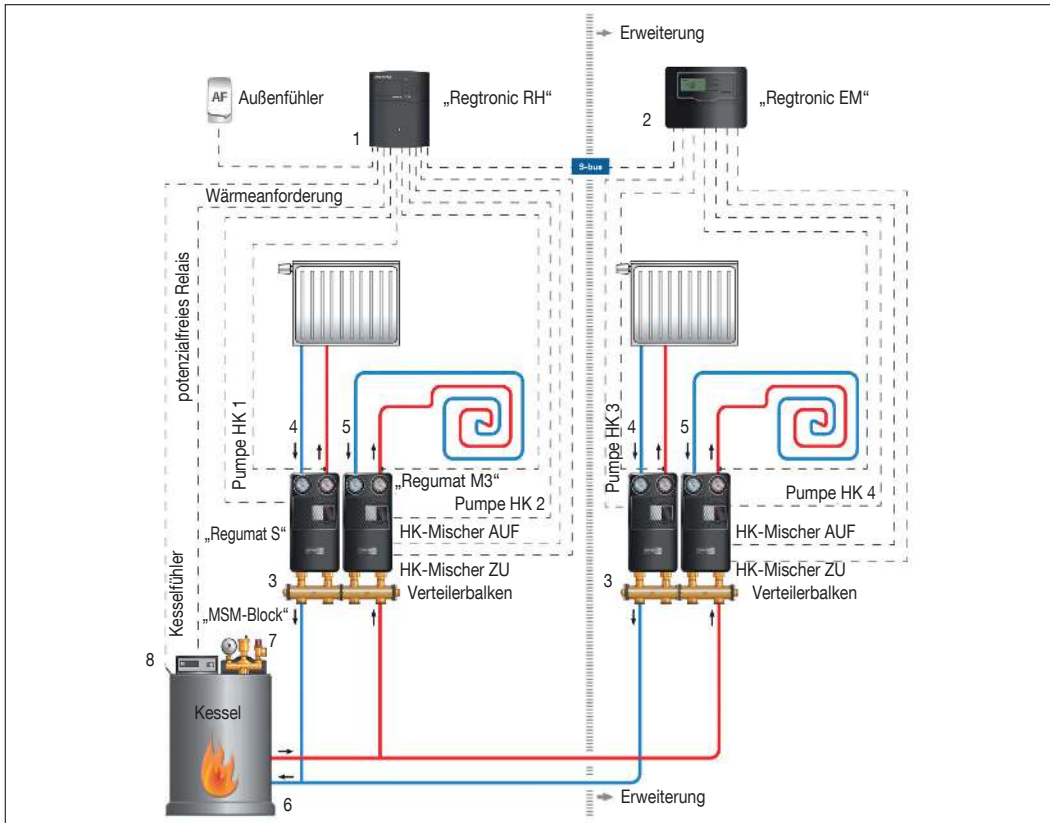 Erweiterung
AF
Außenfühler
„Regtronic RH“
1
„Regtronic EM“
2
S-bus
Wärmeanforderung
potenzialfreies Relais
Pumpe HK 1
4
5
Pumpe HK 3
4
5
„Regumat M3“
Pumpe HK 2
Pumpe HK 4
„Regumat S“
HK-Mischer AUF
HK-Mischer AUF
HK-Mischer ZU
HK-Mischer ZU
3
Verteilerbalken
3
Verteilerbalken
Kesselfühler
„MSM-Block“
7
8
Kessel
6
Erweiterung